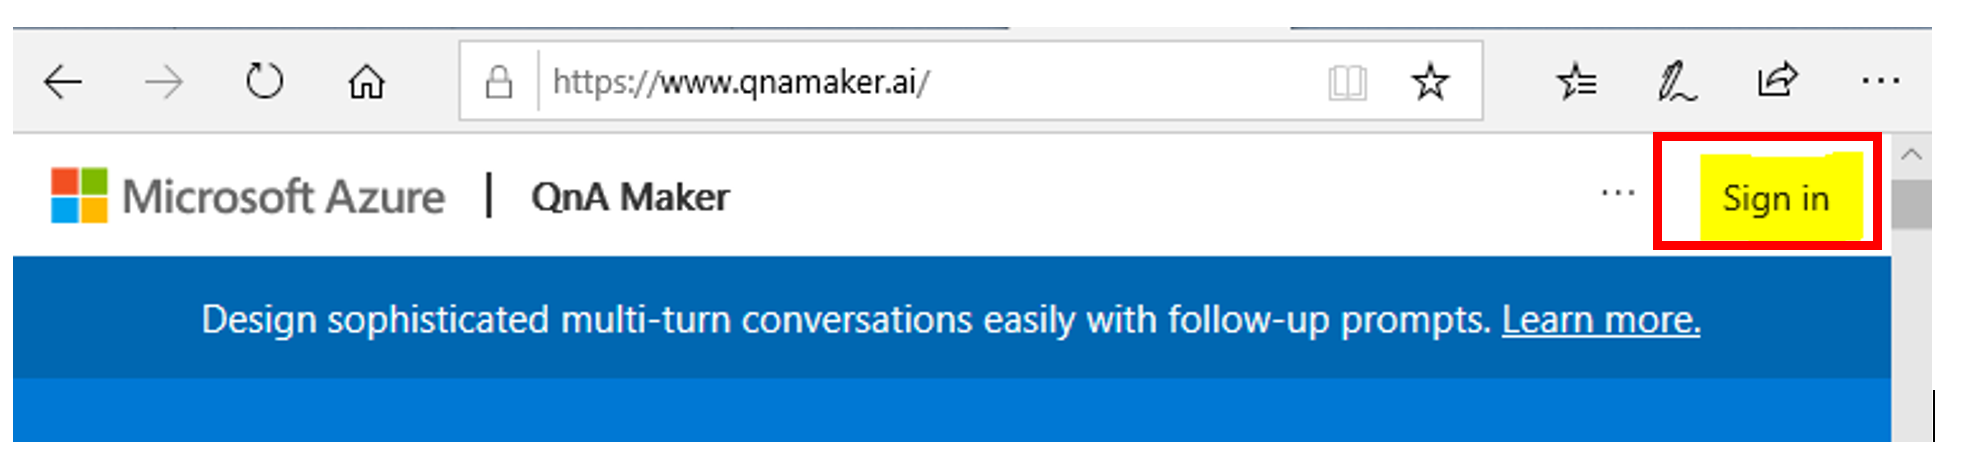 https://www.qnamaker.ai/
Microsoft Azure | QnA Maker ... Sign in
Design sophisticated multi-turn conversations easily with follow-up prompts. Learn more.